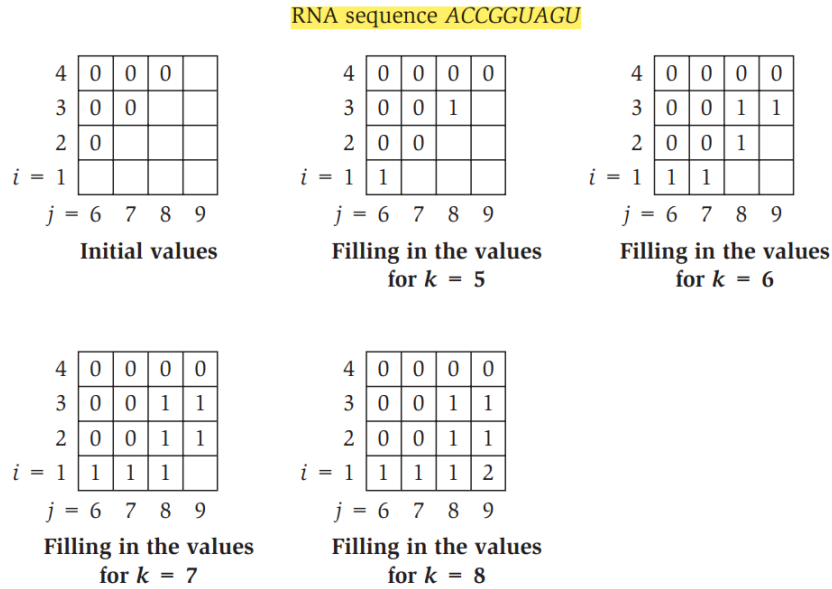 RNA sequence ACCGGUAGU
4 0 0 0
3 0 0
2 0
i = 1
j = 6 7 8 9
Initial values
4 0 0 0 0
3 0 0 1
2 0 0
i = 1 1
j = 6 7 8 9
Filling in the values
for k = 5
4 0 0 0 0
3 0 0 1 1
2 0 0 1
i = 1 1 1
j = 6 7 8 9
Filling in the values
for k = 6
4 0 0 0 0
3 0 0 1 1
2 0 0 1 1
i = 1 1 1 1
j = 6 7 8 9
Filling in the values
for k = 7
4 0 0 0 0
3 0 0 1 1
2 0 0 1 1
i = 1 1 1 1 2
j = 6 7 8 9
Filling in the values
for k = 8